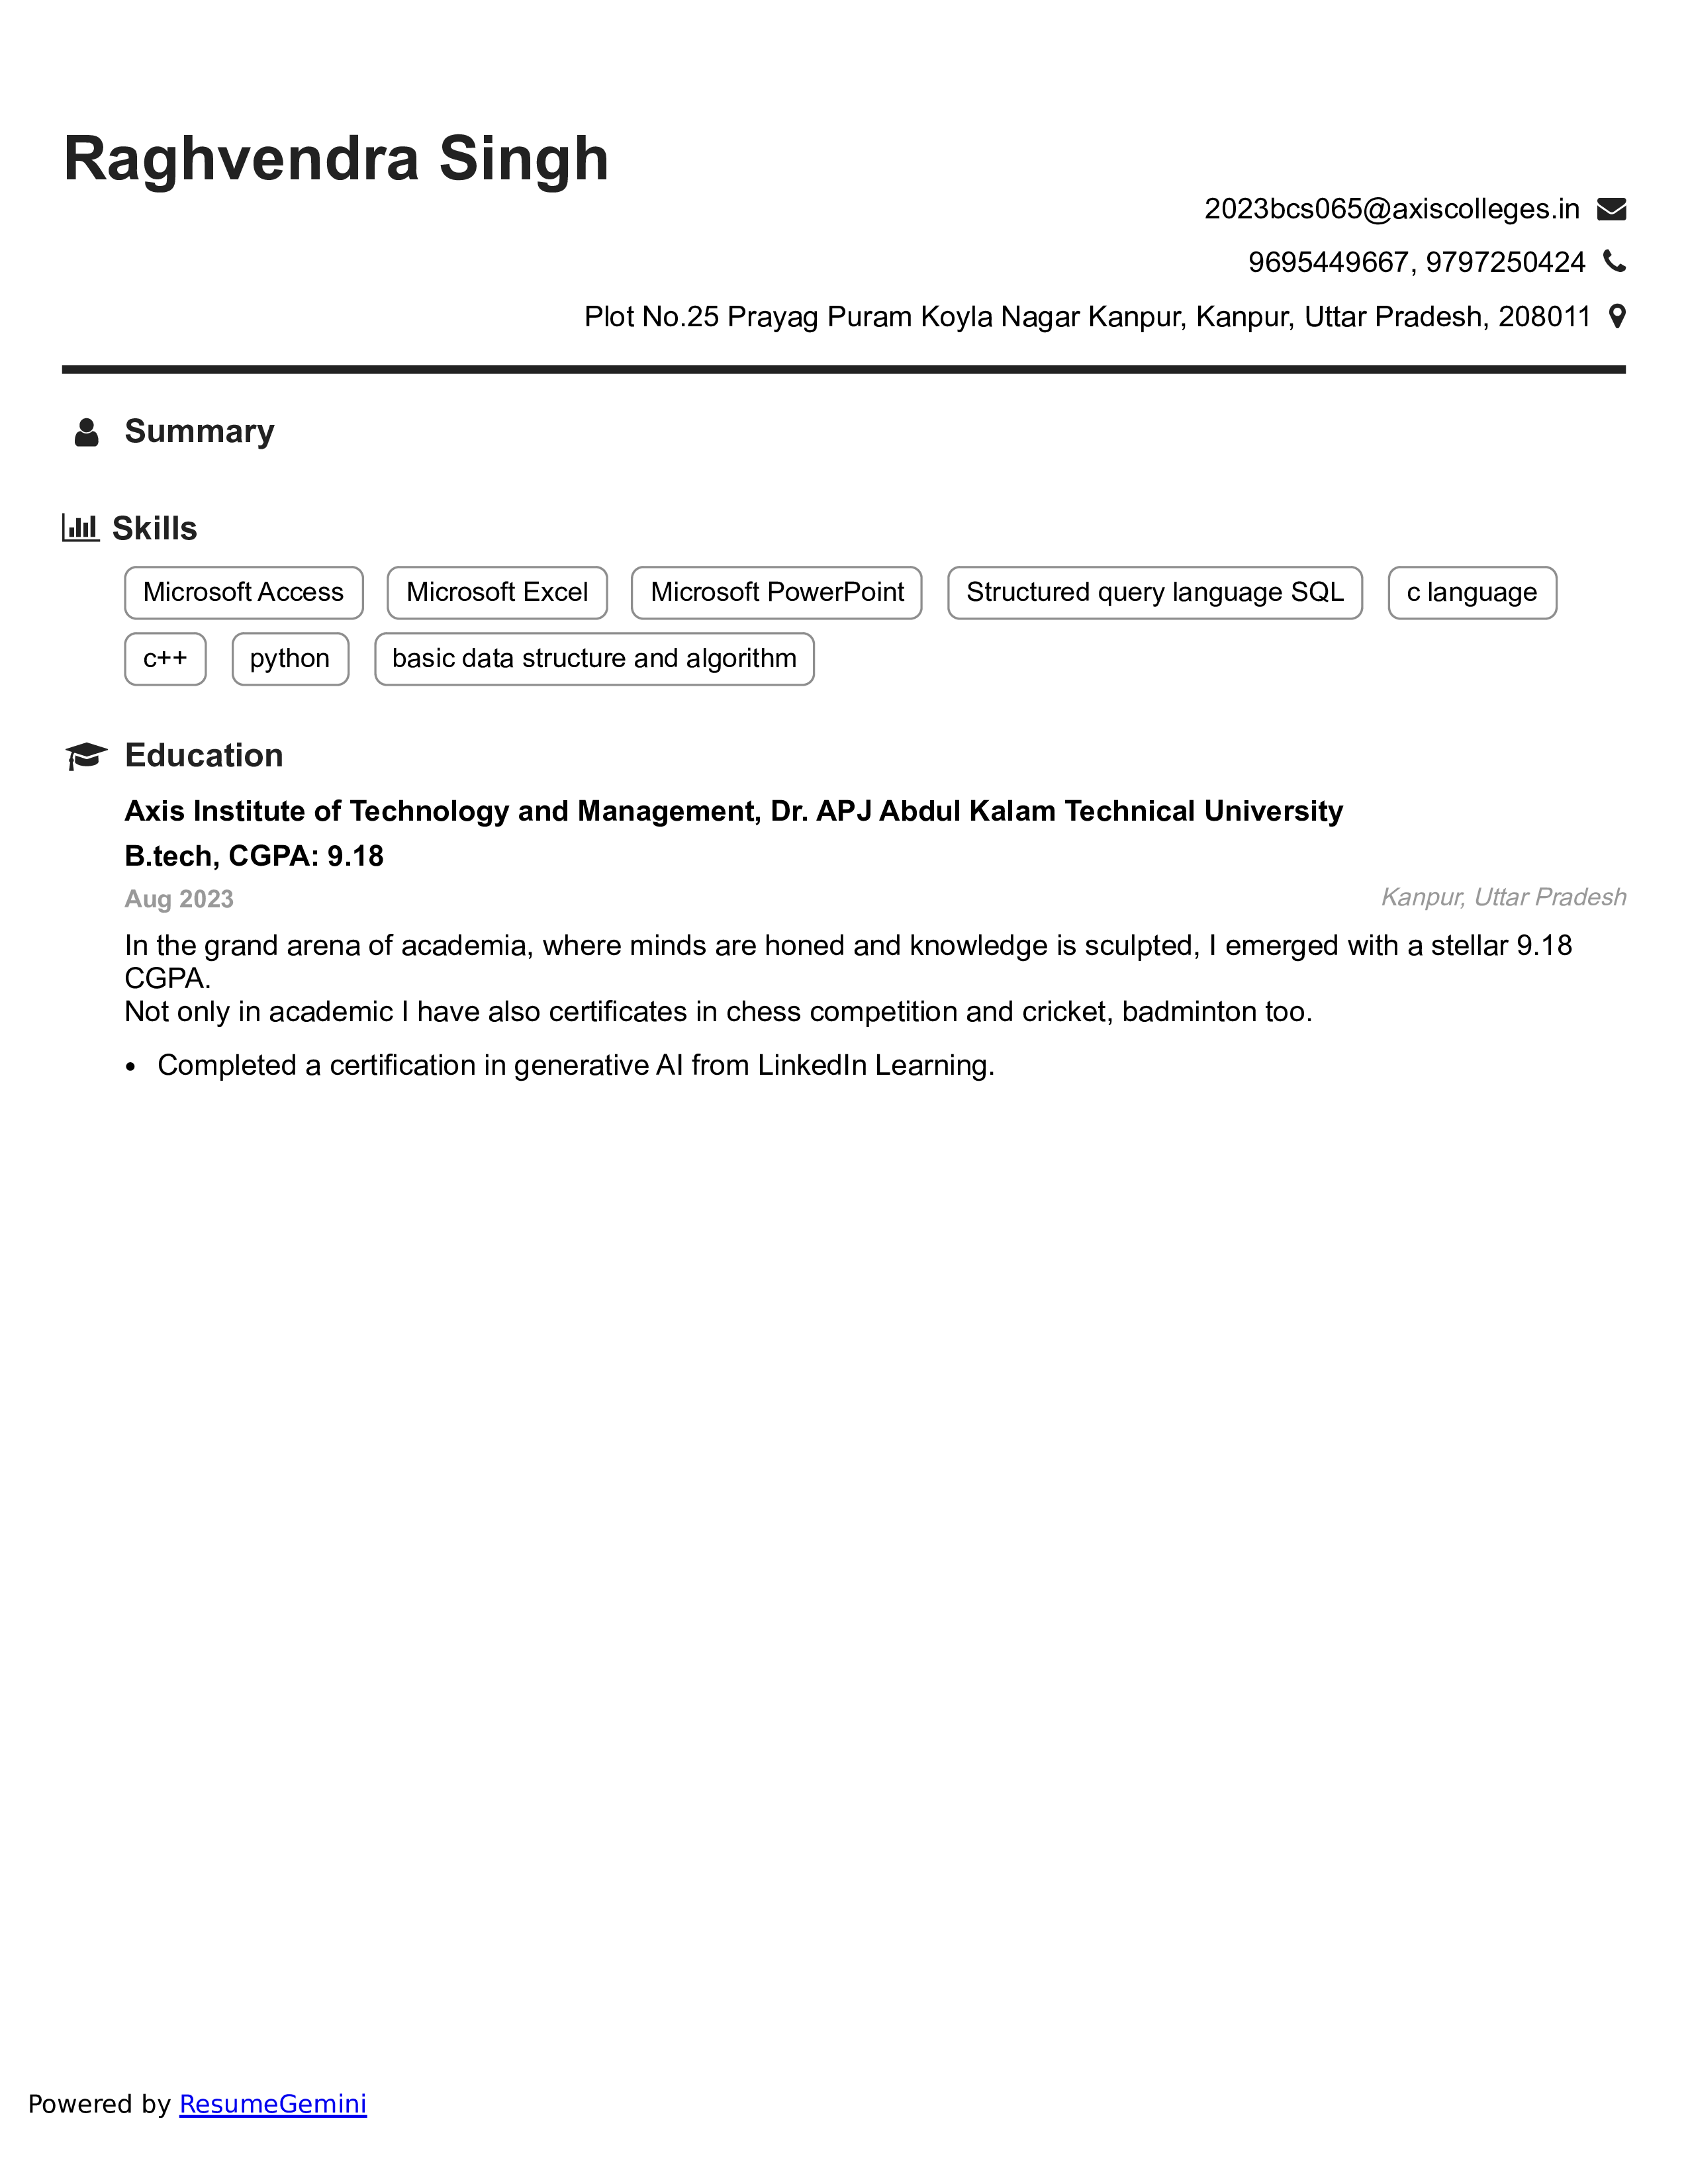 Raghvendra Singh
2023bcs065@axiscolleges.in
9695449667, 9797250424
Plot No.25 Prayag Puram Koyla Nagar Kanpur, Kanpur, Uttar Pradesh, 208011
Summary
Skills
Microsoft Access Microsoft Excel Microsoft PowerPoint Structured query language SQL c language
c++ python basic data structure and algorithm
Education
Axis Institute of Technology and Management, Dr. APJ Abdul Kalam Technical University
B.tech, CGPA: 9.18
Aug 2023 Kanpur, Uttar Pradesh
In the grand arena of academia, where minds are honed and knowledge is sculpted, I emerged with a stellar 9.18
CGPA.
Not only in academic I have also certificates in chess competition and cricket, badminton too.
• Completed a certification in generative AI from LinkedIn Learning.
Powered by ResumeGemini